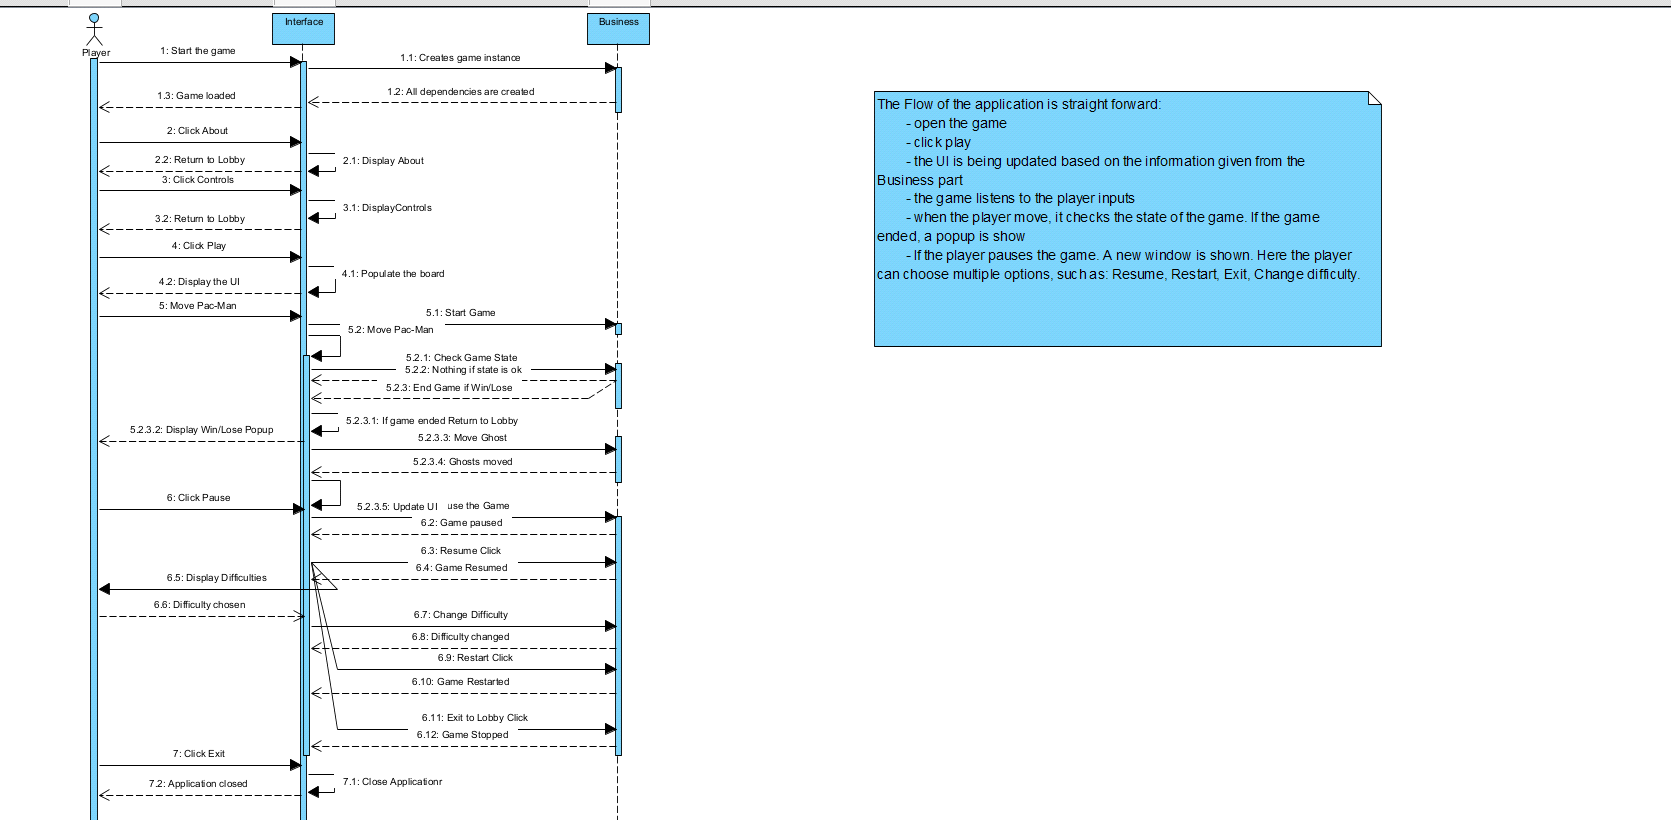 Interface
Business
Player
1: Start the game
1.1: Creates game instance
1.2: All dependencies are created
1.3: Game loaded
2: Click About
2.2: Return to Lobby
2.1: Display About
3: Click Controls
3.1: DisplayControls
3.2: Return to Lobby
4: Click Play
4.1: Populate the board
4.2: Display the UI
5: Move Pac-Man
5.1: Start Game
5.2: Move Pac-Man
5.2.1: Check Game State
5.2.2: Nothing if state is ok
5.2.3: End Game if Win/Lose
5.2.3.1: If game ended Return to Lobby
5.2.3.2: Display Win/Lose Popup
5.2.3.3: Move Ghost
5.2.3.4: Ghosts moved
6: Click Pause
5.2.3.5: Update UI use the Game
6.2: Game paused
6.3: Resume Click
6.4: Game Resumed
6.5: Display Difficulties
6.6: Difficulty chosen
6.7: Change Difficulty
6.8: Difficulty changed
6.9: Restart Click
6.10: Game Restarted
6.11: Exit to Lobby Click
6.12: Game Stopped
7: Click Exit
7.1: Close Applicationr
7.2: Application closed
The Flow of the application is straight forward:
- open the game
- click play
- the UI is being updated based on the information given from the
Business part
- the game listens to the player inputs
- when the player move, it checks the state of the game. If the game
ended, a popup is show
- If the player pauses the game. A new window is shown. Here the player
can choose multiple options, such as: Resume, Restart, Exit, Change difficulty.